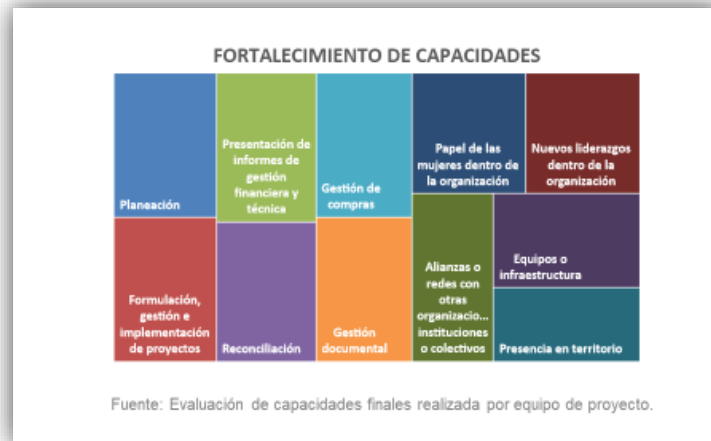 FORTALECIMIENTO DE CAPACIDADES
Planeación
Presentación de
informes de
gestión
financiera y
técnica
Gestión de
compras
Papel de las
mujeres dentro de
la organización
Nuevos liderazgos
dentro de la
organización
Formulación,
gestión e
implementación
de proyectos
Reconciliación
Gestión
documental
Alianzas o
redes con
otras
organizacio...
instituciones
o colectivos
Equipos o
infraestructura
Presencia en territorio
Fuente: Evaluación de capacidades finales realizada por equipo de proyecto.